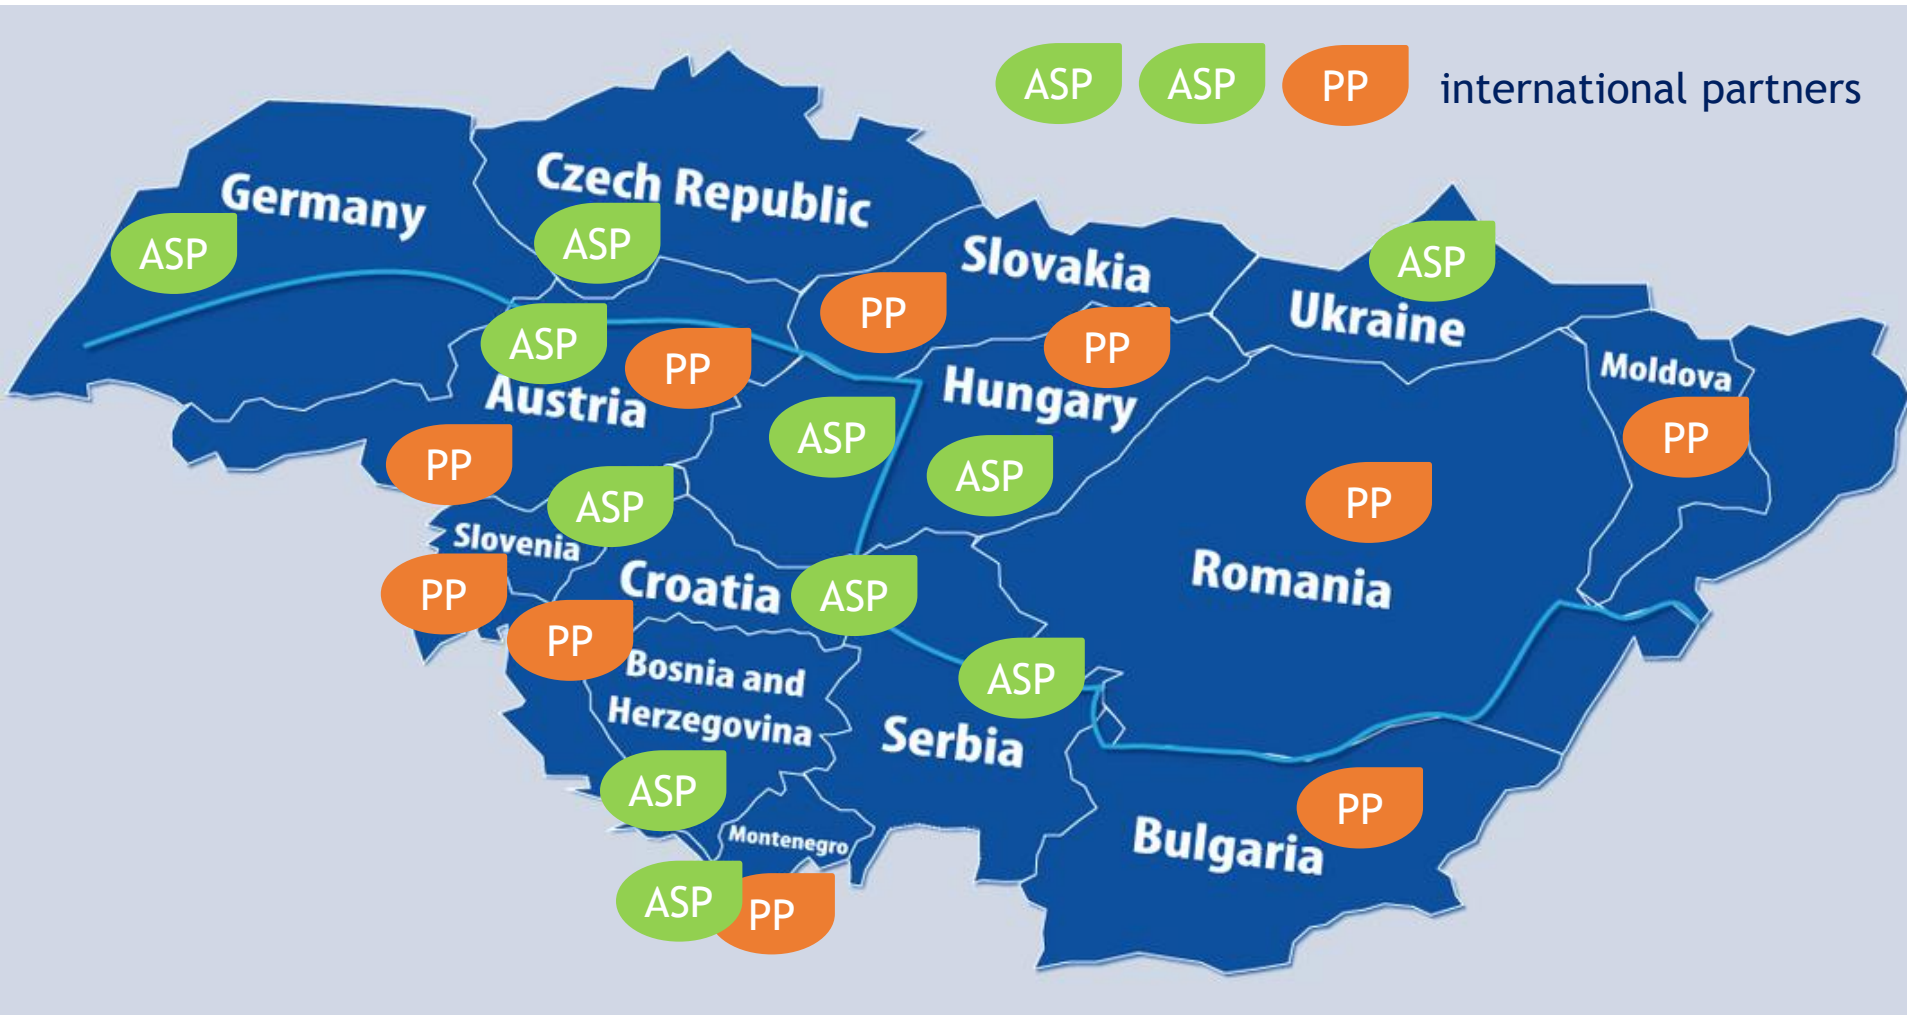 ASP ASP PP international partners
Czech Republic
Germany
ASP
ASP
Slovakia
ASP
Ukraine
PP
PP
ASP
PP
Austria
Hungary
Moldova
PP
ASP
PP
ASP
PP
ASP
Slovenia
PP
Croatia
ASP
Romania
PP
Bosnia and
Herzegovina
ASP
Serbia
ASP
PP
Montenegro
Bulgaria
ASP
PP